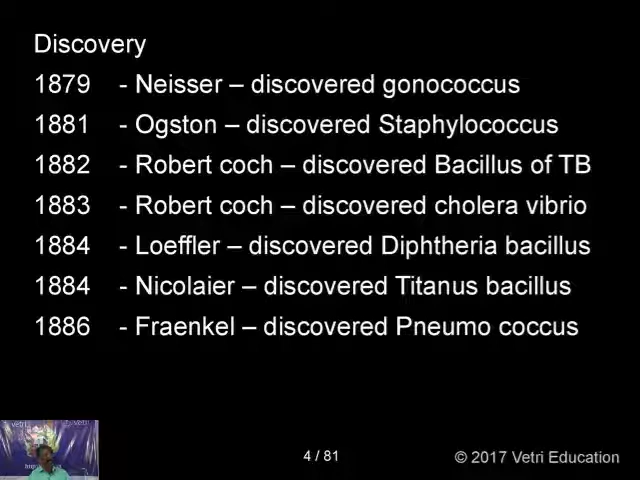 Discovery
1879 - Neisser – discovered gonococcus
1881 - Ogston – discovered Staphylococcus
1882 - Robert coch – discovered Bacillus of TB
1883 - Robert coch – discovered cholera vibrio
1884 - Loeffler – discovered Diphtheria bacillus
1884 - Nicolaier – discovered Titanus bacillus
1886 - Fraenkel – discovered Pneumo coccus
vetri
4 / 81
© 2017 Vetri Education